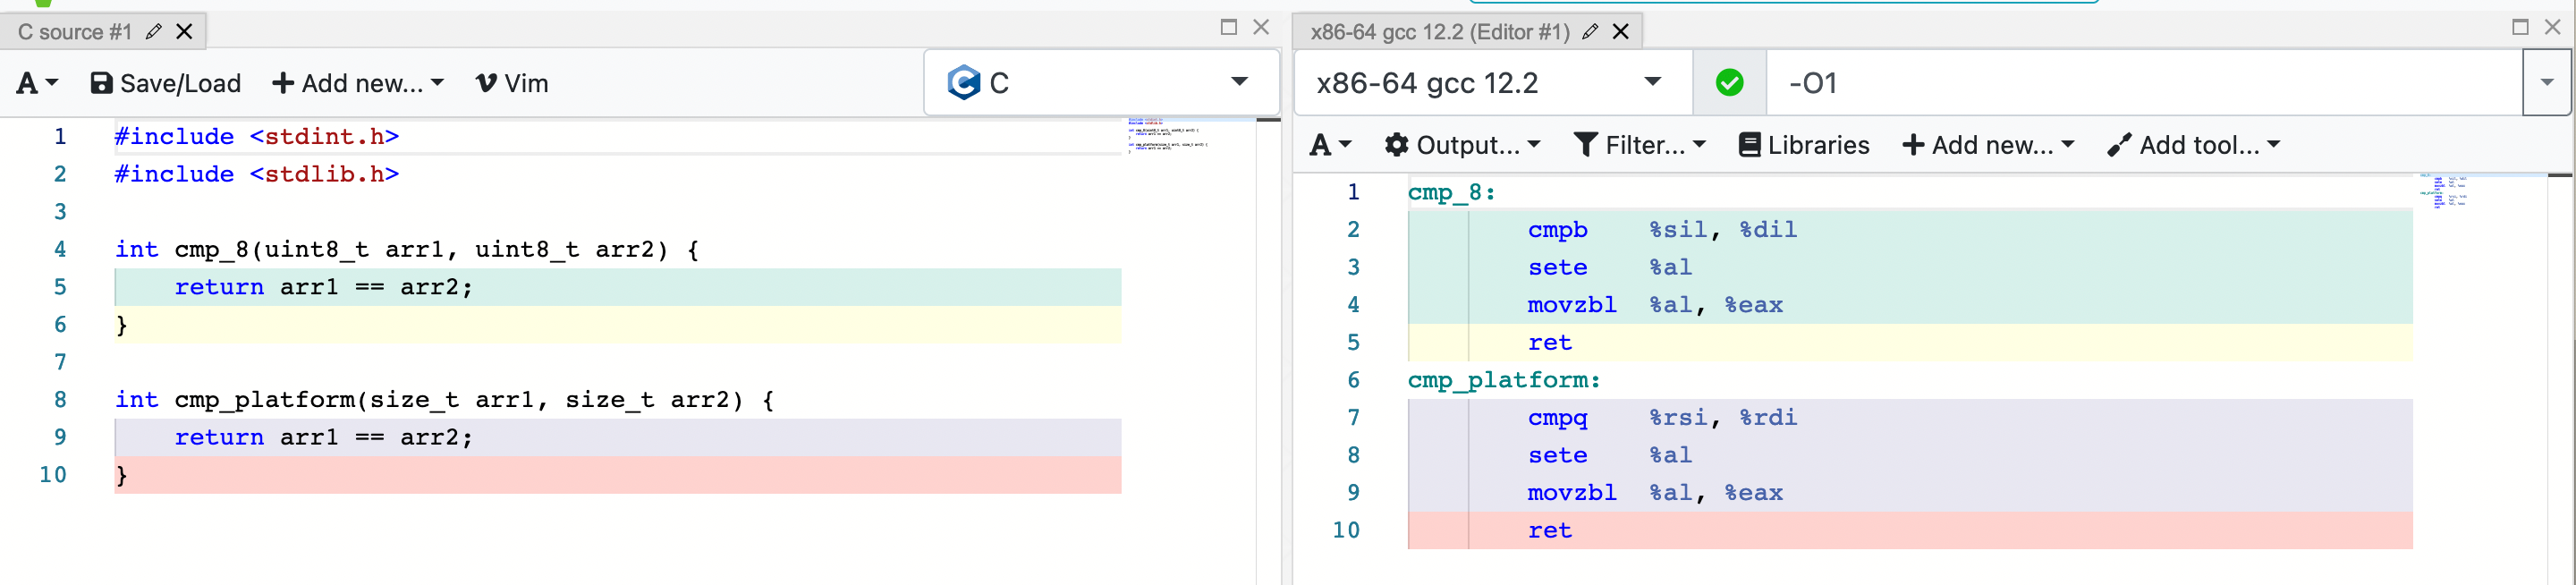 C source #1
A Save/Load Add new... Vim C
1 #include <stdint.h>
2 #include <stdlib.h>
3
4 int cmp_8(uint8_t arr1, uint8_t arr2) {
5     return arr1 == arr2;
6 }
7
8 int cmp_platform(size_t arr1, size_t arr2) {
9     return arr1 == arr2;
10 }
x86-64 gcc 12.2 (Editor #1)
x86-64 gcc 12.2 -O1
A Output... Filter... Libraries Add new... Add tool...
1 cmp_8:
2         cmpb    %sil, %dil
3         sete    %al
4         movzbl  %al, %eax
5         ret
6 cmp_platform:
7         cmpq    %rsi, %rdi
8         sete    %al
9         movzbl  %al, %eax
10         ret